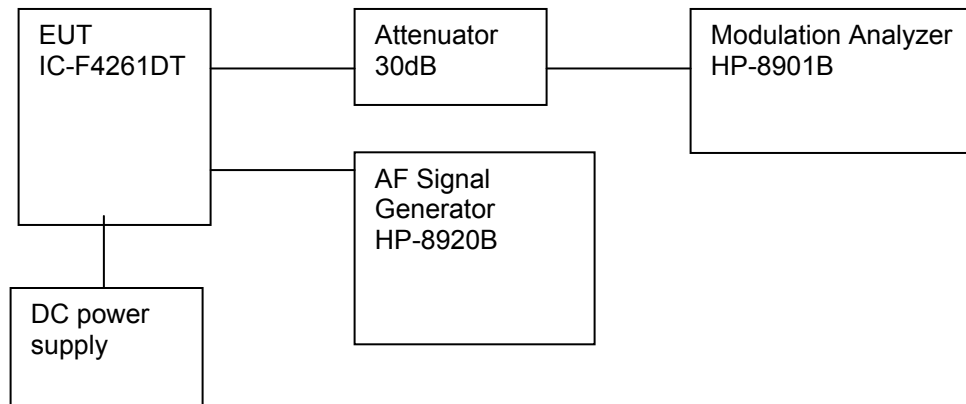 EUT
IC-F4261DT
Attenuator
30dB
Modulation Analyzer
HP-8901B
AF Signal
Generator
HP-8920B
DC power
supply